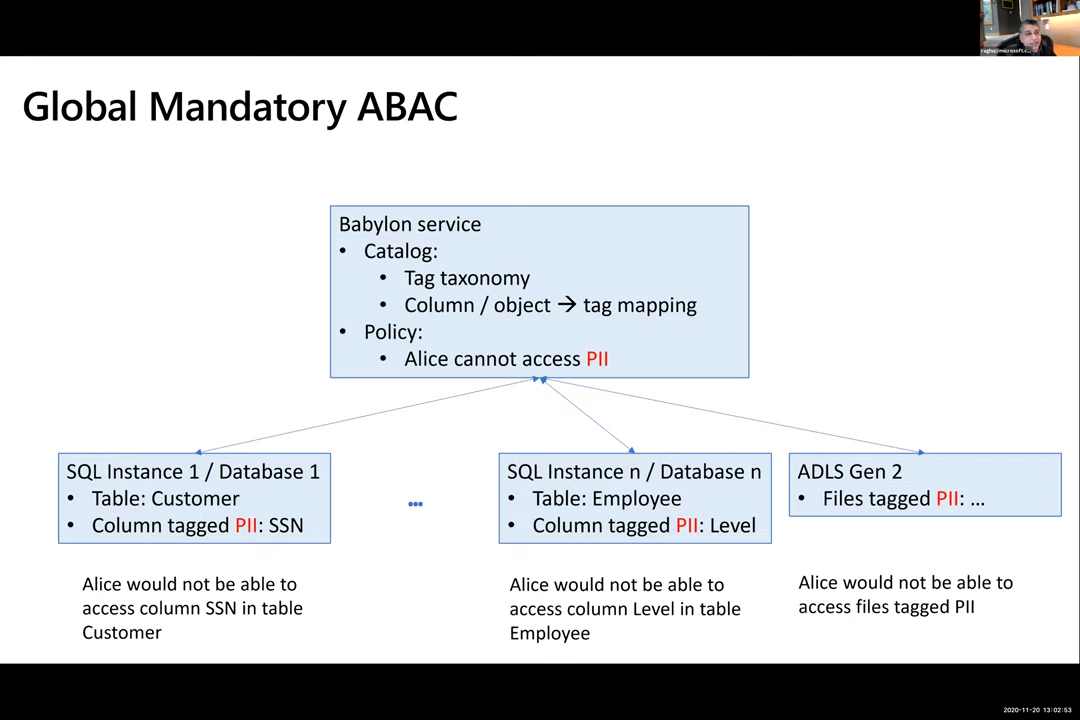 raghu@microsoft.c...
Global Mandatory ABAC
Babylon service
• Catalog:
• Tag taxonomy
• Column / object → tag mapping
• Policy:
• Alice cannot access PII
SQL Instance 1 / Database 1
• Table: Customer
• Column tagged PII: SSN
...
SQL Instance n / Database n
• Table: Employee
• Column tagged PII: Level
ADLS Gen 2
• Files tagged PII: ...
Alice would not be able to
access column SSN in table
Customer
Alice would not be able to
access column Level in table
Employee
Alice would not be able to
access files tagged PII
2020-11-20 13:02:53